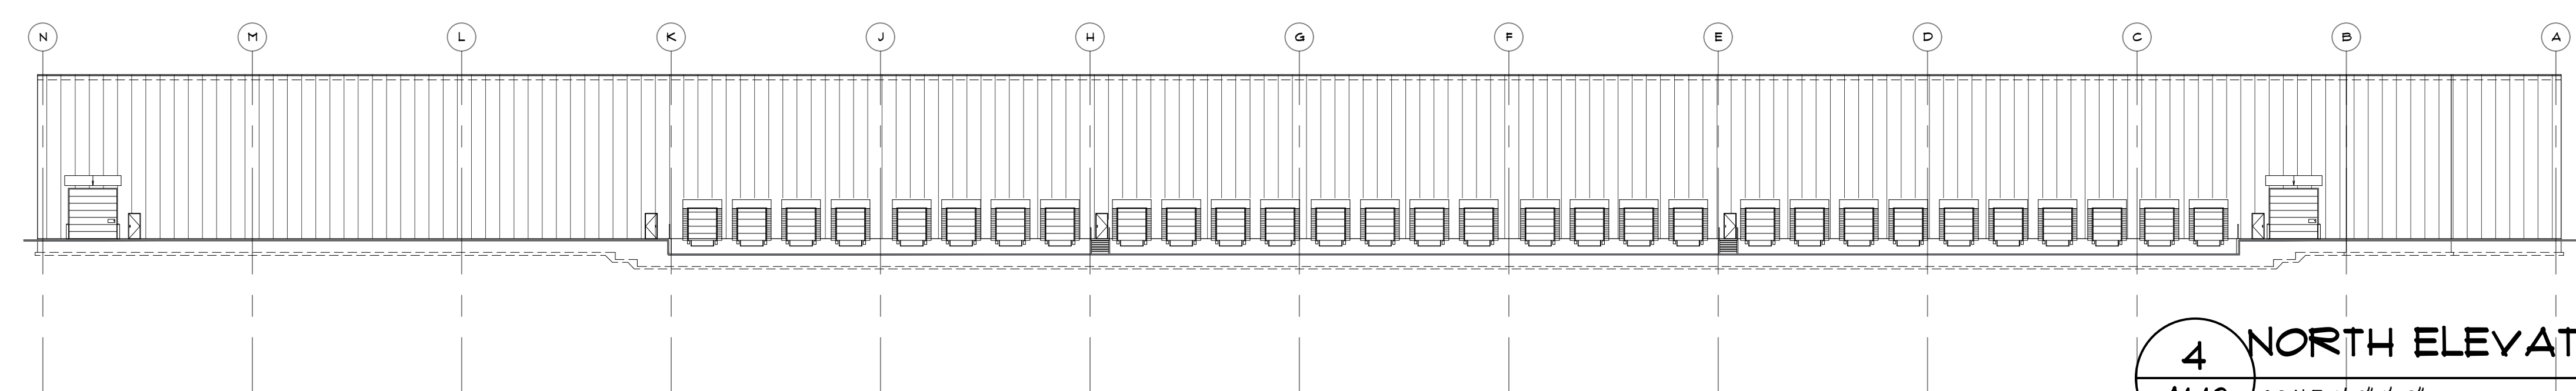 N M L K J H G F E D C B A
4 NORTH ELEVAT